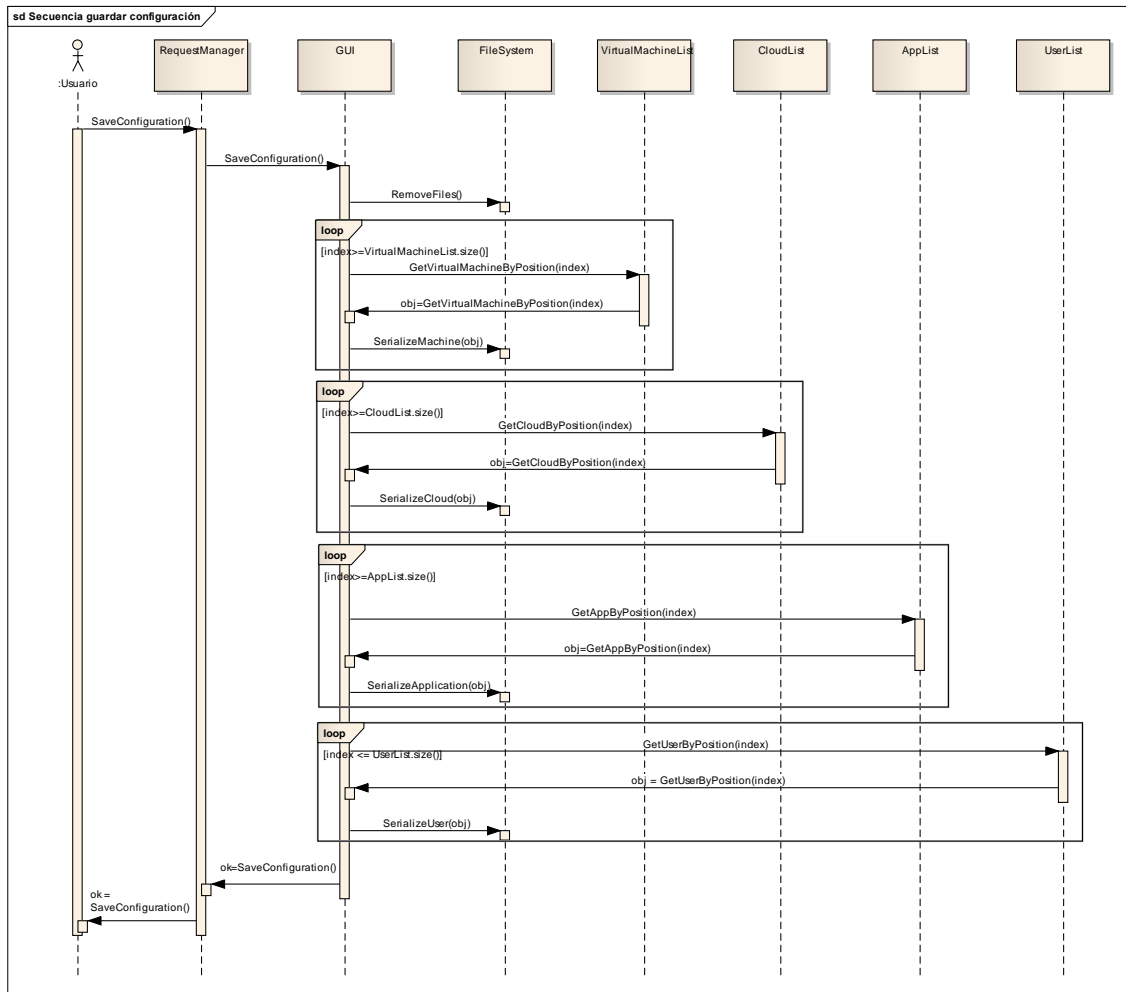 sd Secuencia guardar configuración
:Usuario
RequestManager
GUI
FileSystem
VirtualMachineList
CloudList
AppList
UserList
SaveConfiguration()
SaveConfiguration()
RemoveFiles()
loop
[index>=VirtualMachineList.size()]
GetVirtualMachineByPosition(index)
obj=GetVirtualMachineByPosition(index)
SerializeMachine(obj)
loop
[index>=CloudList.size()]
GetCloudByPosition(index)
obj=GetCloudByPosition(index)
SerializeCloud(obj)
loop
[index>=AppList.size()]
GetAppByPosition(index)
obj=GetAppByPosition(index)
SerializeApplication(obj)
loop
[index <= UserList.size()]
GetUserByPosition(index)
obj = GetUserByPosition(index)
SerializeUser(obj)
ok=SaveConfiguration()
ok =
SaveConfiguration()